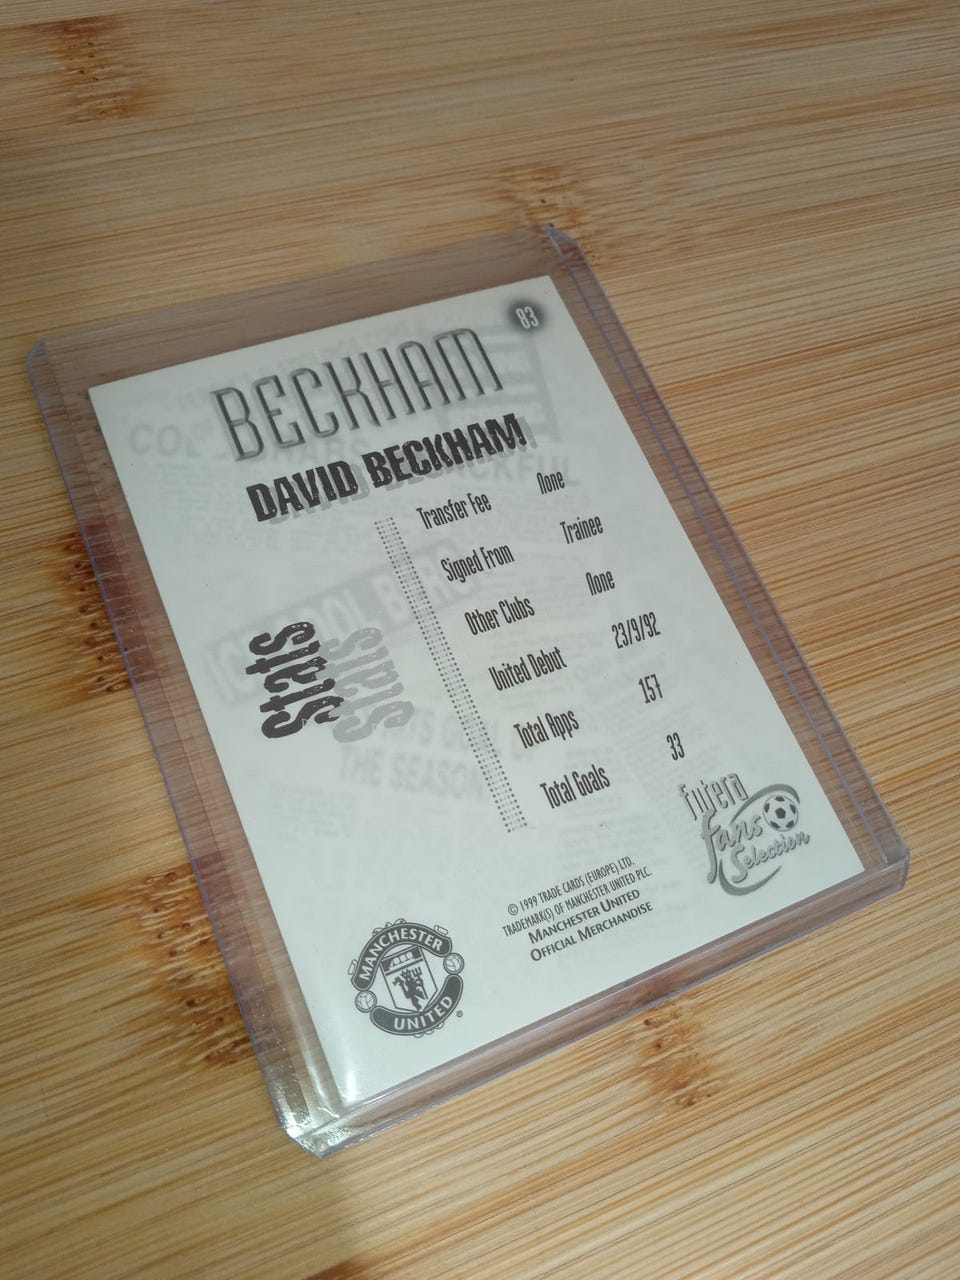 83
BECKHAM
DAVID BECKHAM
Stats
Stats
Transfer Fee None
Signed From Trainee
Other Clubs None
United Debut 23/9/92
Total Apps 157
Total Goals 33
THE SEASON
futera
fans
Selection
© 1999 TRADE CARDS (EUROPE) LTD.
TRADEMARK(S) OF MANCHESTER UNITED PLC.
MANCHESTER UNITED
OFFICIAL MERCHANDISE
MANCHESTER
UNITED
®